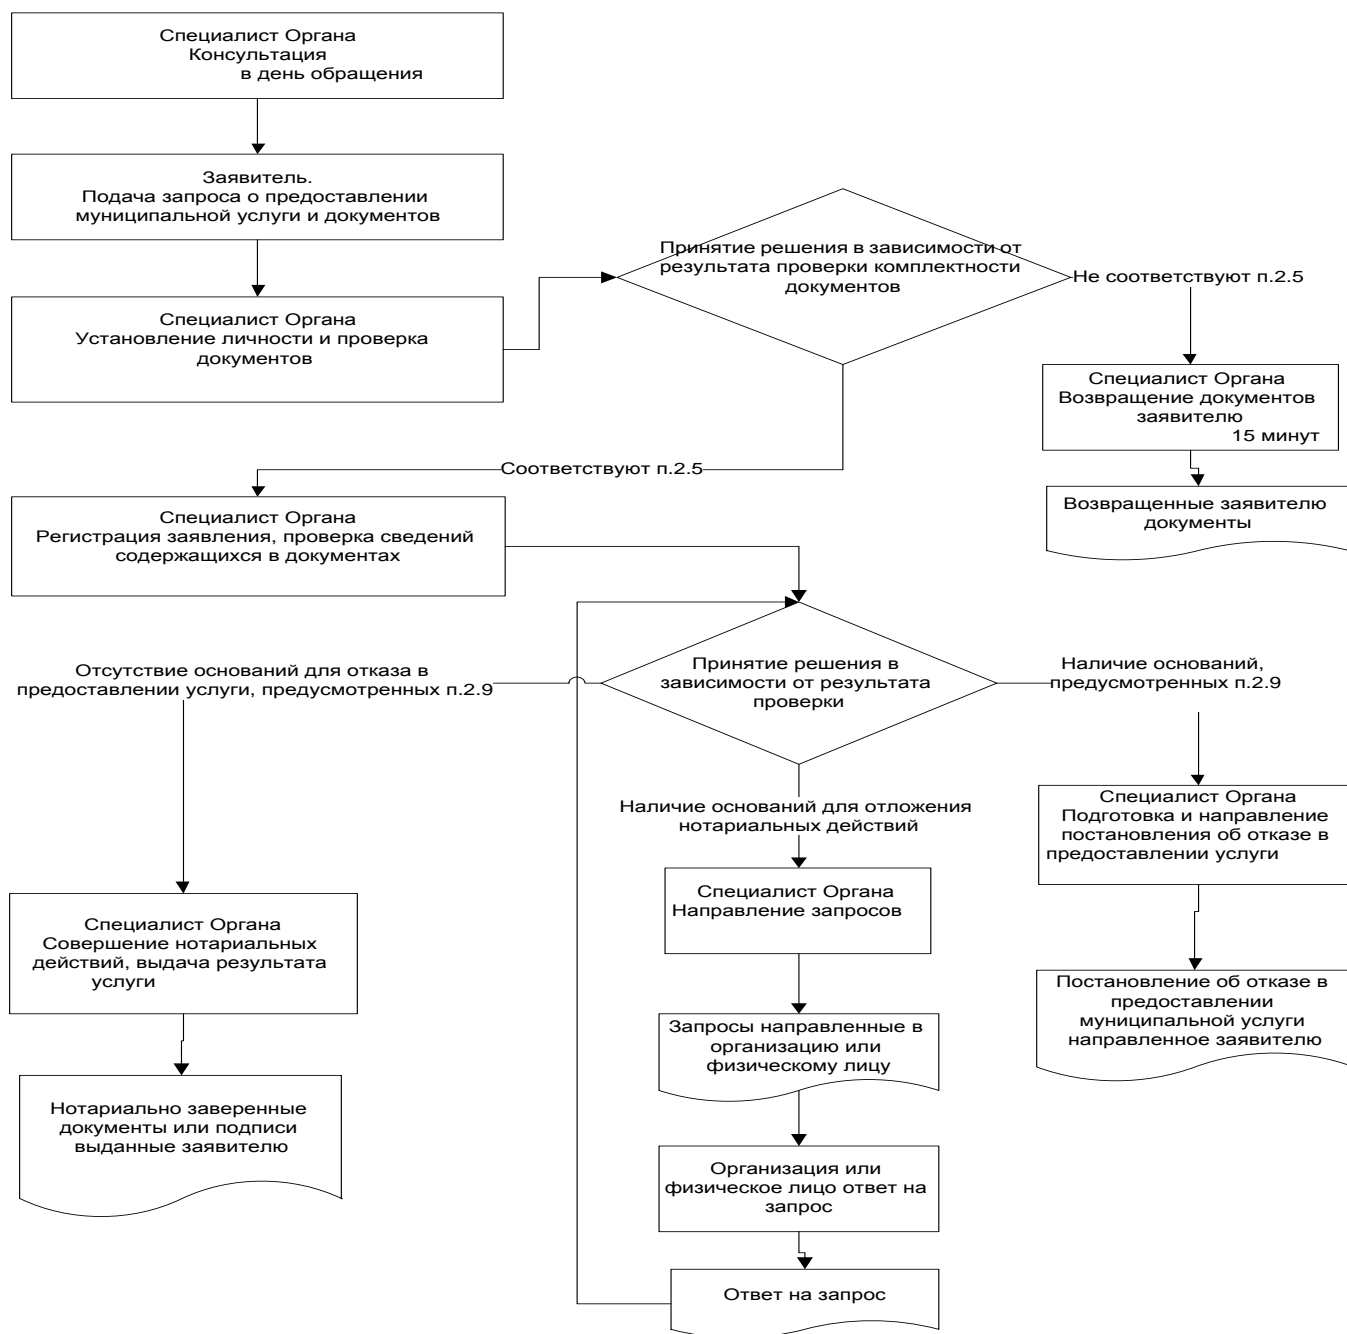 Специалист Органа
Консультация
в день обращения
Заявитель.
Подача запроса о предоставлении
муниципальной услуги и документов
Специалист Органа
Установление личности и проверка
документов
Принятие решения в зависимости от
результата проверки комплектности
документов
Не соответствуют п.2.5
Специалист Органа
Возвращение документов
заявителю
15 минут
Возвращенные заявителю
документы
Соответствуют п.2.5
Специалист Органа
Регистрация заявления, проверка сведений
содержащихся в документах
Принятие решения в
зависимости от результата
проверки
Отсутствие оснований для отказа в
предоставлении услуги, предусмотренных п.2.9
Наличие оснований,
предусмотренных п.2.9
Наличие оснований для отложения
нотариальных действий
Специалист Органа
Подготовка и направление
постановления об отказе в
предоставлении услуги
Специалист Органа
Направление запросов
Специалист Органа
Совершение нотариальных
действий, выдача результата
услуги
Постановление об отказе в
предоставлении
муниципальной услуги
направленное заявителю
Запросы направленные в
организацию или
физическому лицу
Нотариально заверенные
документы или подписи
выданные заявителю
Организация или
физическое лицо ответ на
запрос
Ответ на запрос